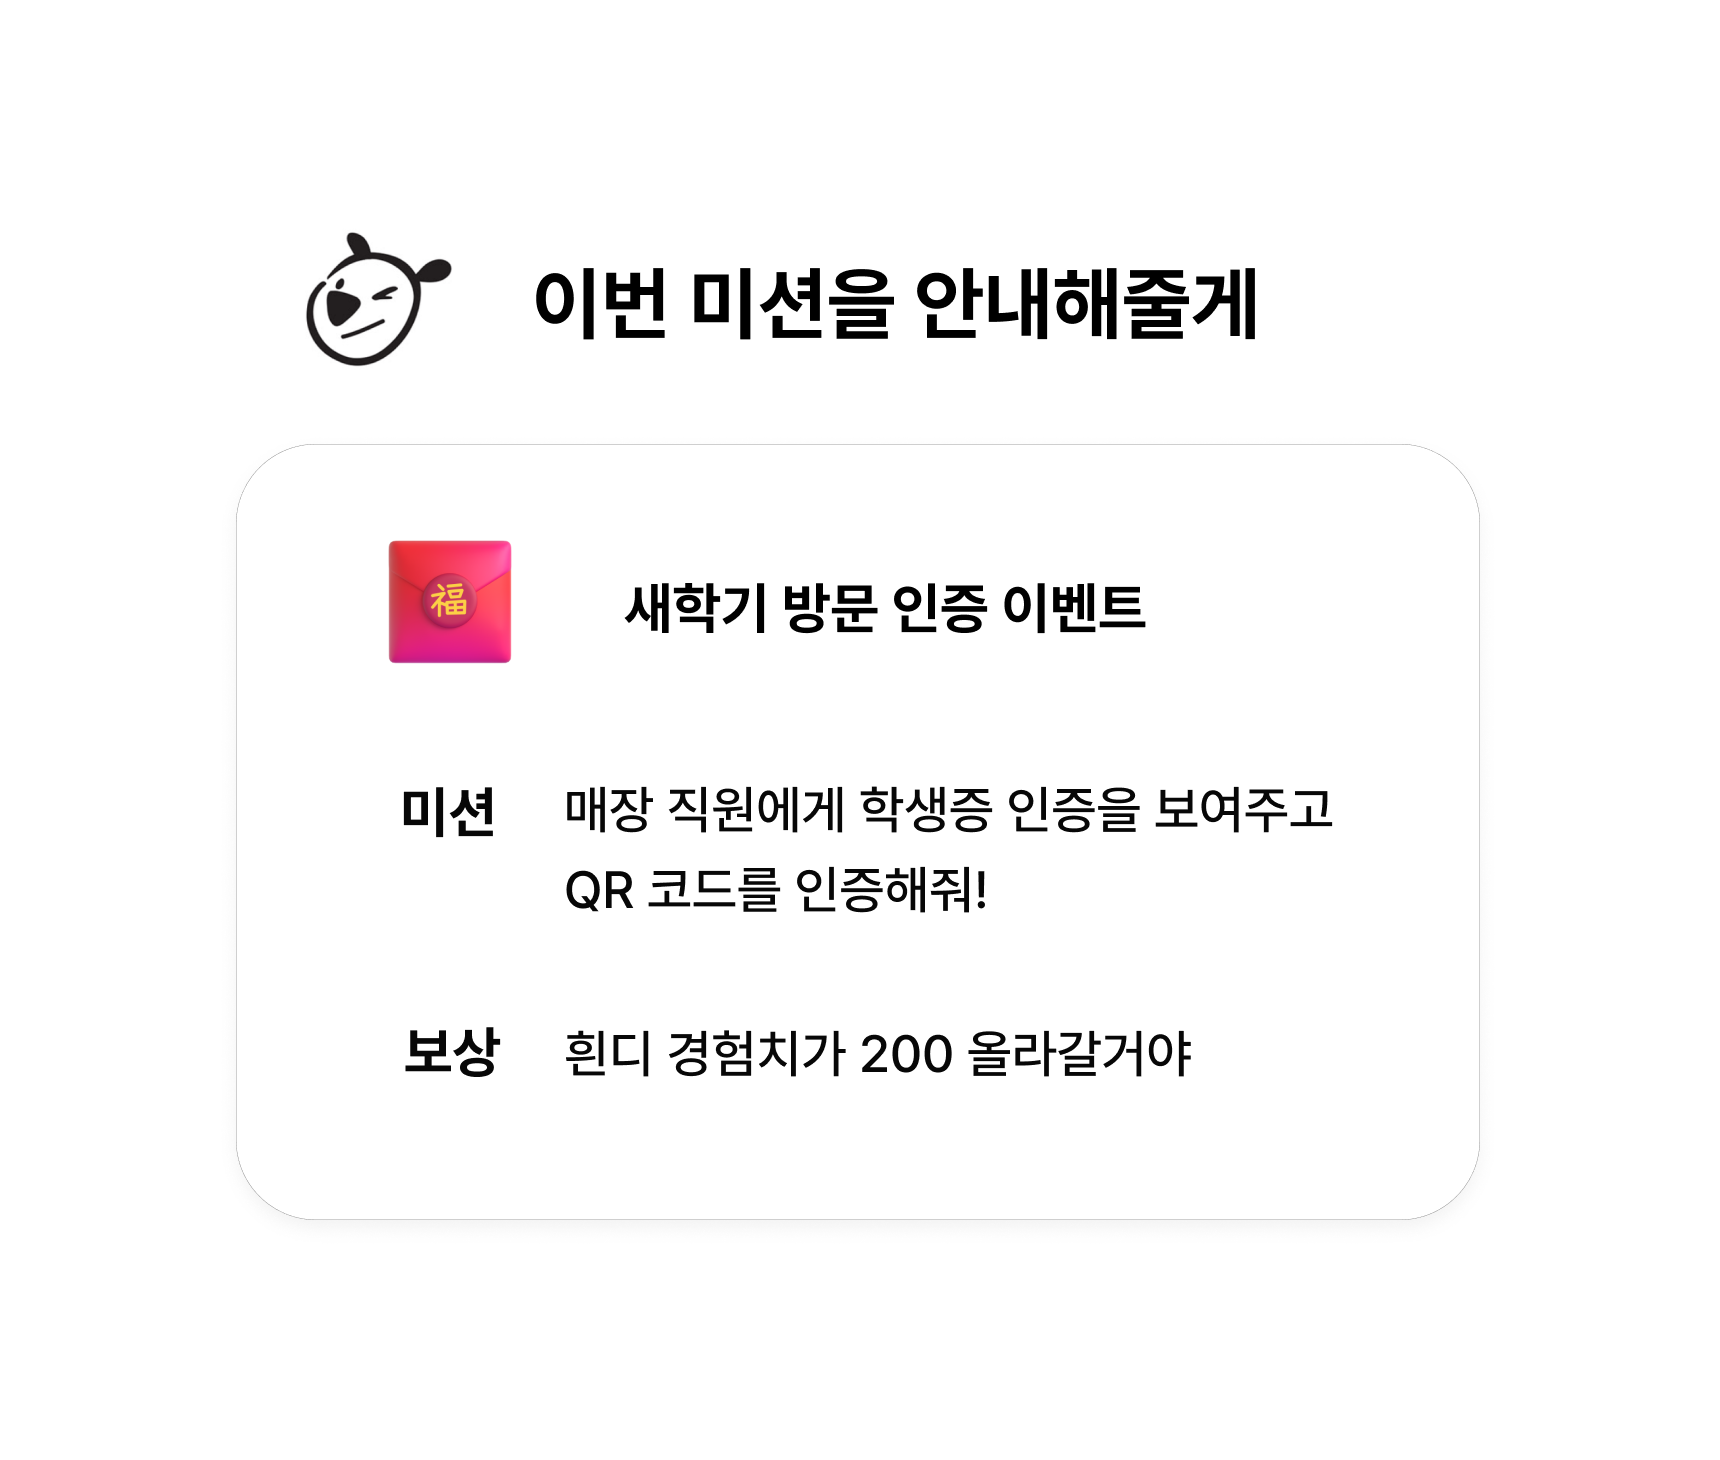 이번 미션을 안내해줄게
福
새학기 방문 인증 이벤트
미션
매장 직원에게 학생증 인증을 보여주고
QR 코드를 인증해줘!
보상
흰디 경험치가 200 올라갈거야